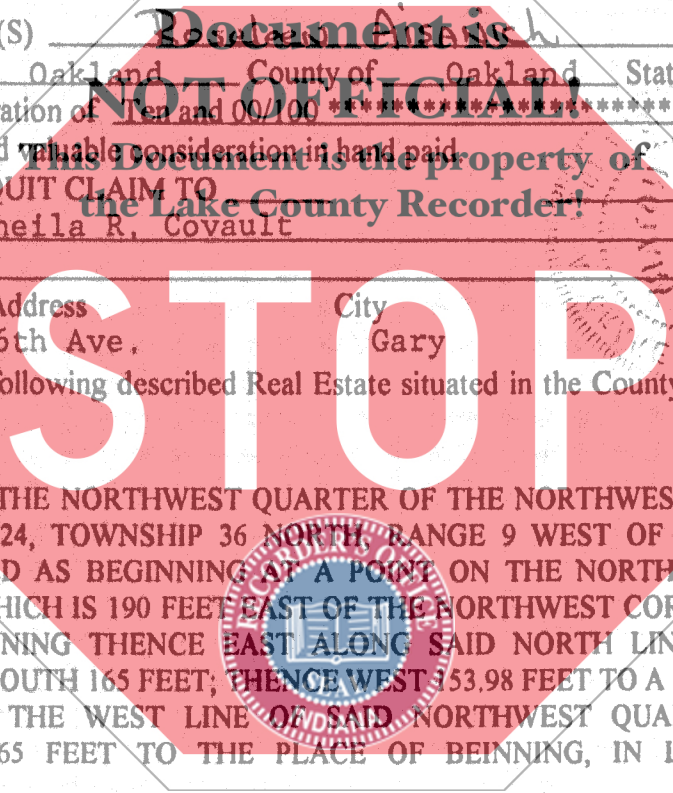 (S)
Document is
Oakland County of Oakland Stat
NOT OFFICIAL!
ration of Ten and 00/100 **********************
d valuable consideration in hand paid
This Document is the property of
QUIT CLAIM TO
the Lake County Recorder!
heila R. Covault
Address City
5th Ave. Gary
following described Real Estate situated in the County
STOP
THE NORTHWEST QUARTER OF THE NORTHWES
24, TOWNSHIP 36 NORTH, RANGE 9 WEST OF
D AS BEGINNING AT A POINT ON THE NORTH
HICH IS 190 FEET EAST OF THE NORTHWEST COR
NING THENCE EAST ALONG SAID NORTH LIN
OUTH 165 FEET; THENCE WEST 153.98 FEET TO A
THE WEST LINE OF SAID NORTHWEST QUA
65 FEET TO THE PLACE OF BEINNING, IN L
RECORDER'S OFFICE
SEAL
INDIANA